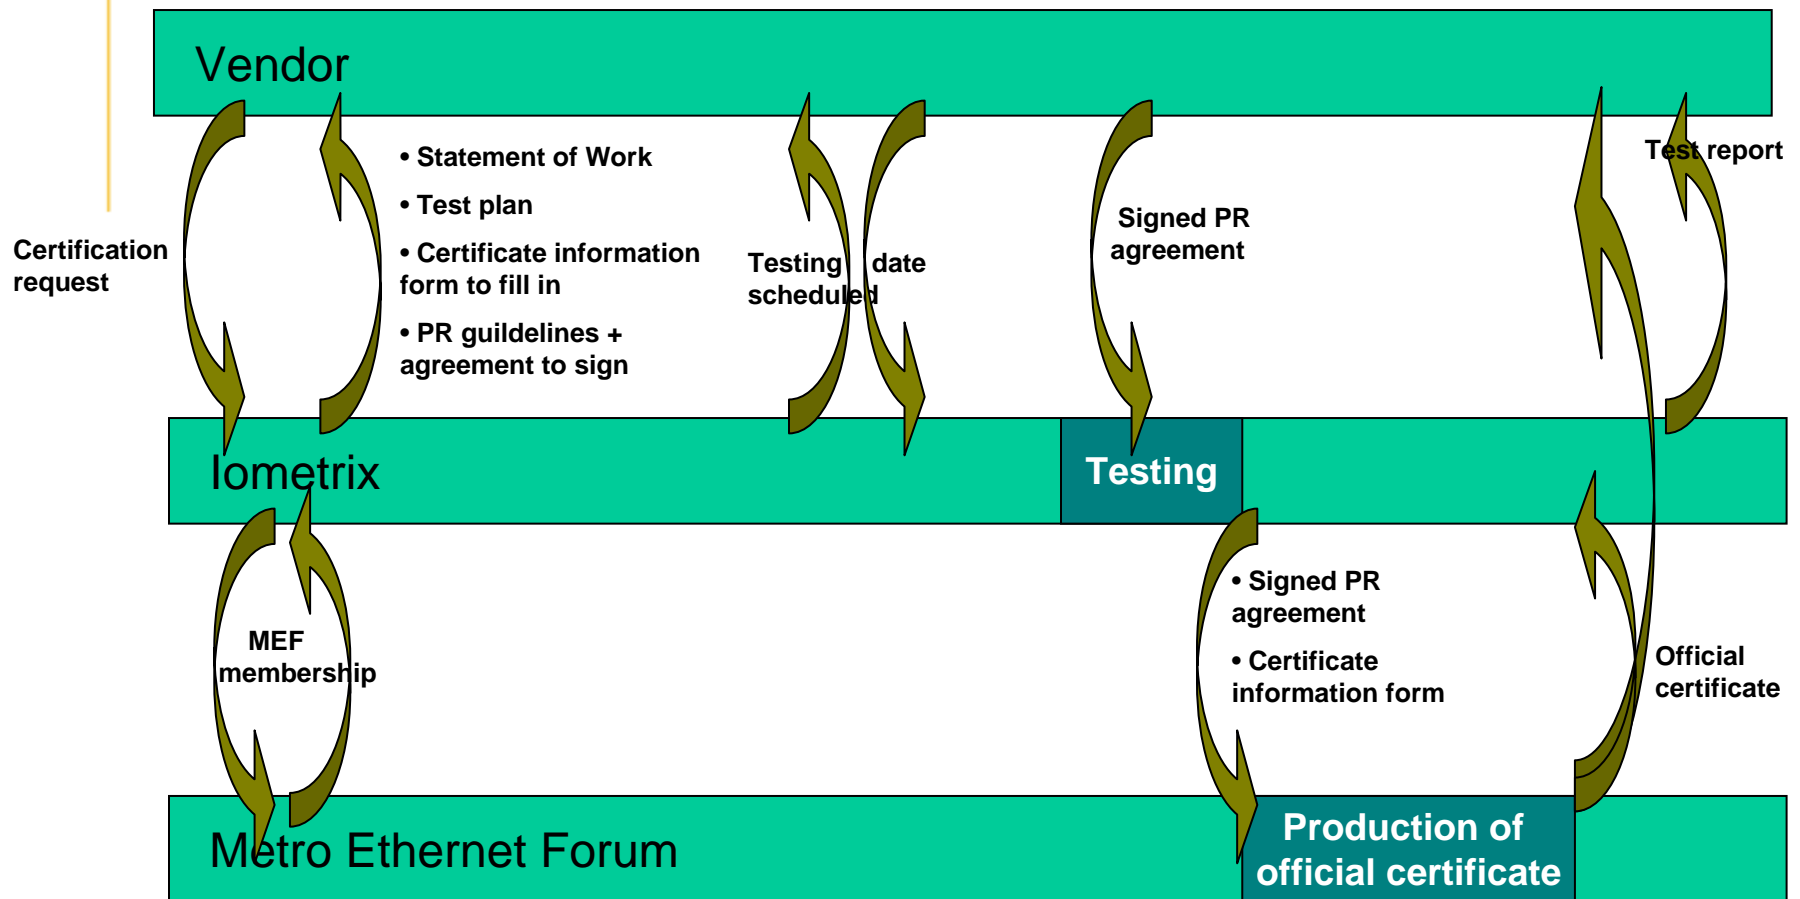 Vendor
Certification
request
• Statement of Work
• Test plan
• Certificate information
form to fill in
• PR guildelines +
agreement to sign
Testing date
scheduled
Signed PR
agreement
Test report
Iometrix
Testing
MEF
membership
• Signed PR
agreement
• Certificate
information form
Official
certificate
Metro Ethernet Forum
Production of
official certificate